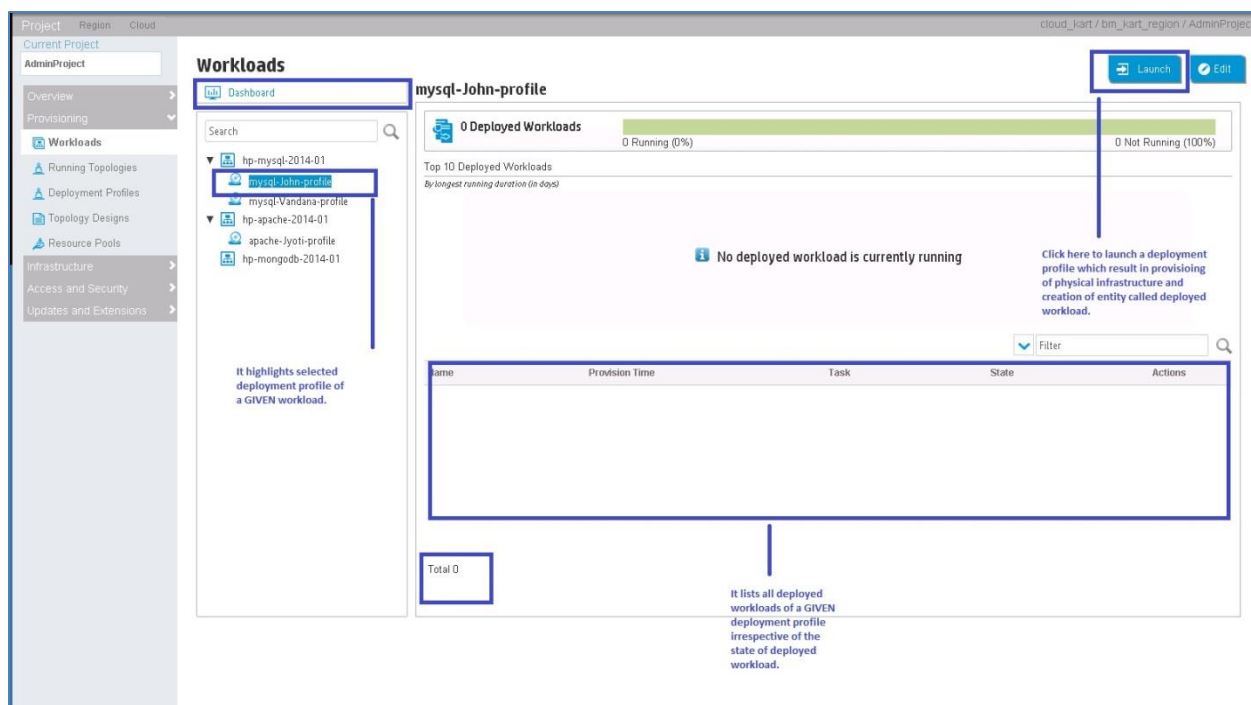 Project Region Cloud
cloud_kart / bm_kart_region / AdminProjec
Current Project
AdminProject
Overview
Provisioning
Workloads
Running Topologies
Deployment Profiles
Topology Designs
Resource Pools
Infrastructure
Access and Security
Updates and Extensions
Workloads
Dashboard
Search
hp-mysql-2014-01
mysql-John-profile
mysql-Vandana-profile
hp-apache-2014-01
apache-Jyoti-profile
hp-mongodb-2014-01
It highlights selected
deployment profile of
a GIVEN workload.
Launch
Edit
mysql-John-profile
0 Deployed Workloads
0 Running (0%)
0 Not Running (100%)
Top 10 Deployed Workloads
By longest running duration (in days)
No deployed workload is currently running
Click here to launch a deployment
profile which result in provisioing
of physical infrastructure and
creation of entity called deployed
workload.
Filter
Name Provision Time Task State Actions
Total 0
It lists all deployed
workloads of a GIVEN
deployment profile
irrespective of the
state of deployed
workload.